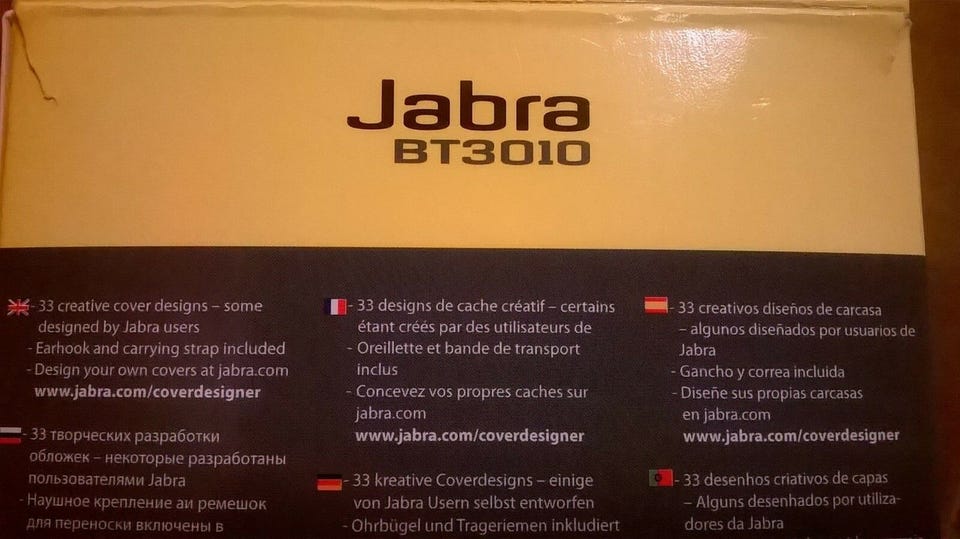 Jabra
BT3010
- 33 creative cover designs – some
designed by Jabra users
- Earhook and carrying strap included
- Design your own covers at jabra.com
www.jabra.com/coverdesigner
- 33 designs de cache créatif – certains
étant créés par des utilisateurs de
- Oreillette et bande de transport
inclus
- Concevez vos propres caches sur
jabra.com
www.jabra.com/coverdesigner
- 33 creativos diseños de carcasa
– algunos diseñados por usuarios de
Jabra
- Gancho y correa incluida
- Diseñe sus propias carcasas
en jabra.com
www.jabra.com/coverdesigner
- 33 творческих разработки
обложек – некоторые разработаны
пользователями Jabra
- Наушное крепление аи ремешок
для переноски включены в
- 33 kreative Coverdesigns – einige
von Jabra Usern selbst entworfen
- Ohrbügel und Trageriemen inkludiert
- 33 desenhos criativos de capas
– Alguns desenhados por utiliza-
dores da Jabra